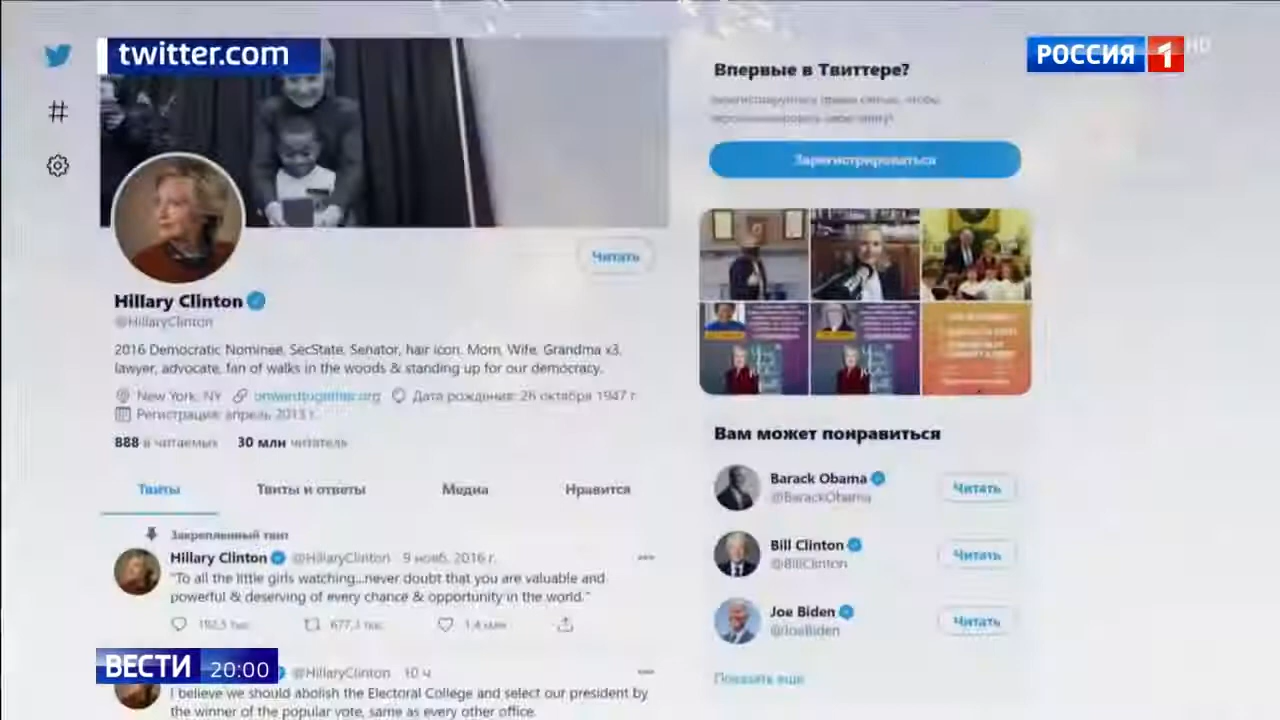 twitter.com
РОССИЯ 1 HD
Впервые в Твиттере?
Зарегистрироваться
Читать
Hillary Clinton
@HillaryClinton
2016 Democratic Nominee, SecState, Senator, hair icon. Mom, Wife, Grandma x3,
lawyer, advocate, fan of walks in the woods & standing up for our democracy.
New York, NY onwardtogether.org Дата рождения: 26 октября 1947 г.
Регистрация: апрель 2013 г.
888 в читаемых 30 млн читатель
Твиты Твиты и ответы Медиа Нравится
Закрепленный твит
Hillary Clinton @HillaryClinton 9 нояб. 2016 г.
"To all the little girls watching...never doubt that you are valuable and
powerful & deserving of every chance & opportunity in the world."
1,4 млн
@HillaryClinton 10 ч
I believe we should abolish the Electoral College and select our president by
the winner of the popular vote, same as every other office.
Вам может понравиться
Barack Obama
@BarackObama
Читать
Bill Clinton
@BillClinton
Читать
Joe Biden
@JoeBiden
Читать
Показать еще
ВЕСТИ 20:00